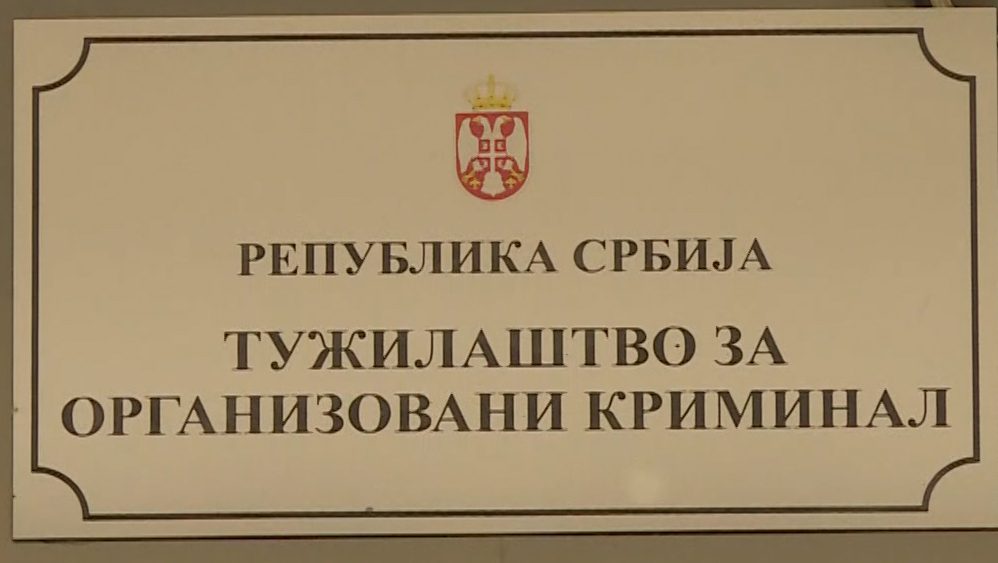 РЕПУБЛИКА СРБИЈА
ТУЖИЛАШТВО ЗА
ОРГАНИЗОВАНИ КРИМИНАЛ